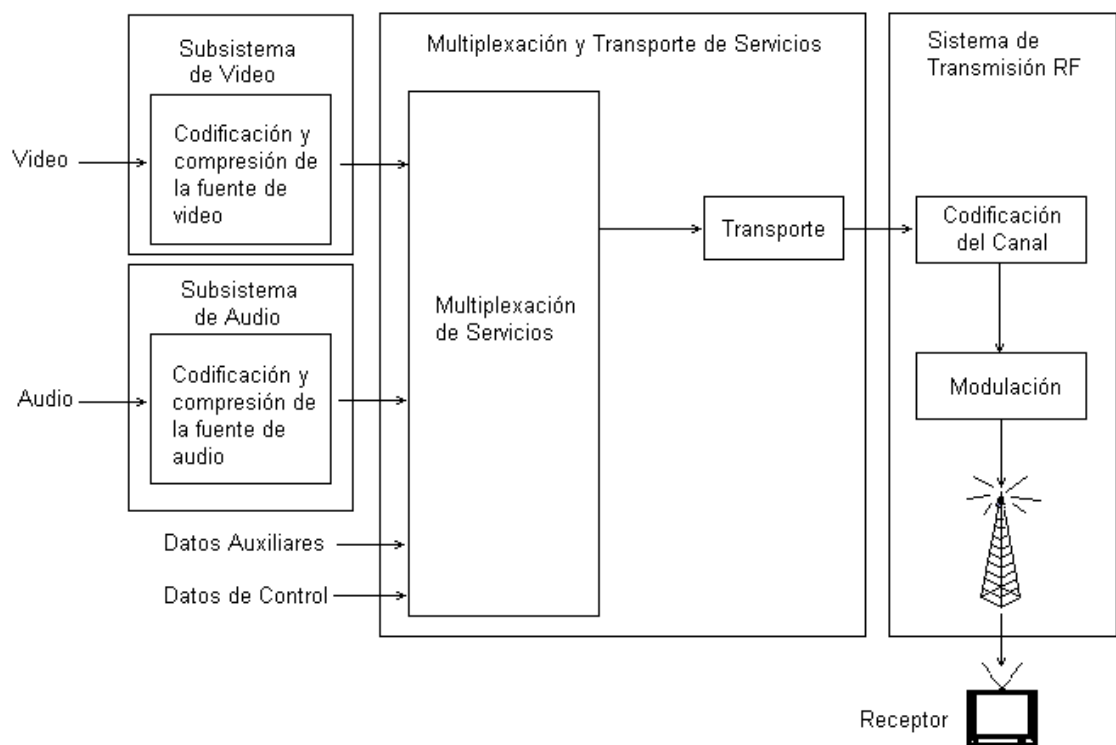 Subsistema
de Video
Video
Codificación y
compresión de
la fuente de
video
Subsistema
de Audio
Audio
Codificación y
compresión de
la fuente de
audio
Datos Auxiliares
Datos de Control
Multiplexación y Transporte de Servicios
Multiplexación
de Servicios
Transporte
Sistema de
Transmisión RF
Codificación
del Canal
Modulación
Receptor